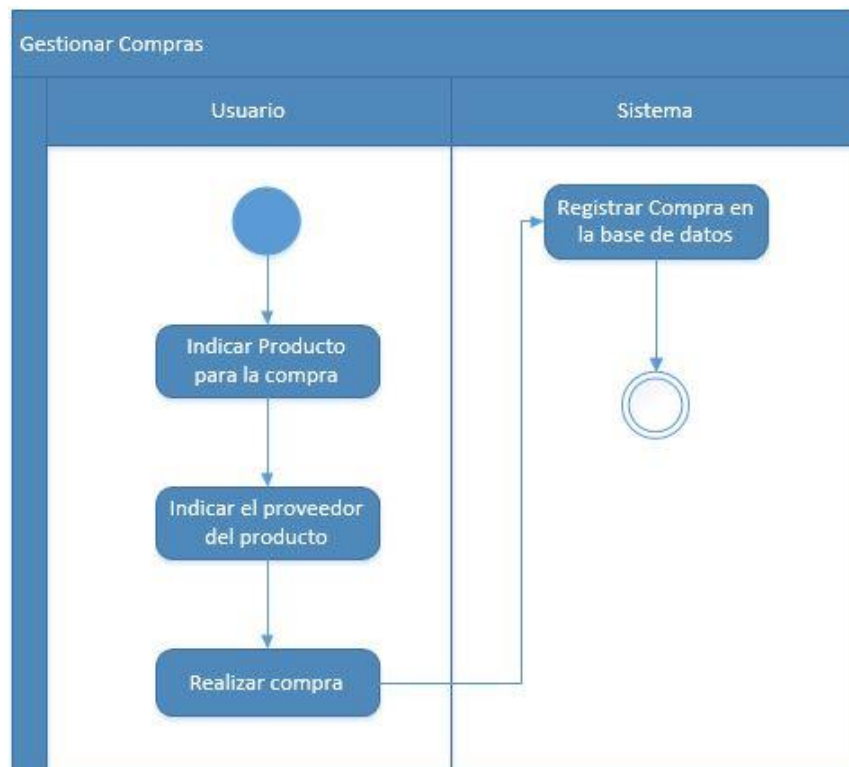 Gestionar Compras
Usuario
Sistema
Indicar Producto
para la compra
Indicar el proveedor
del producto
Realizar compra
Registrar Compra en
la base de datos